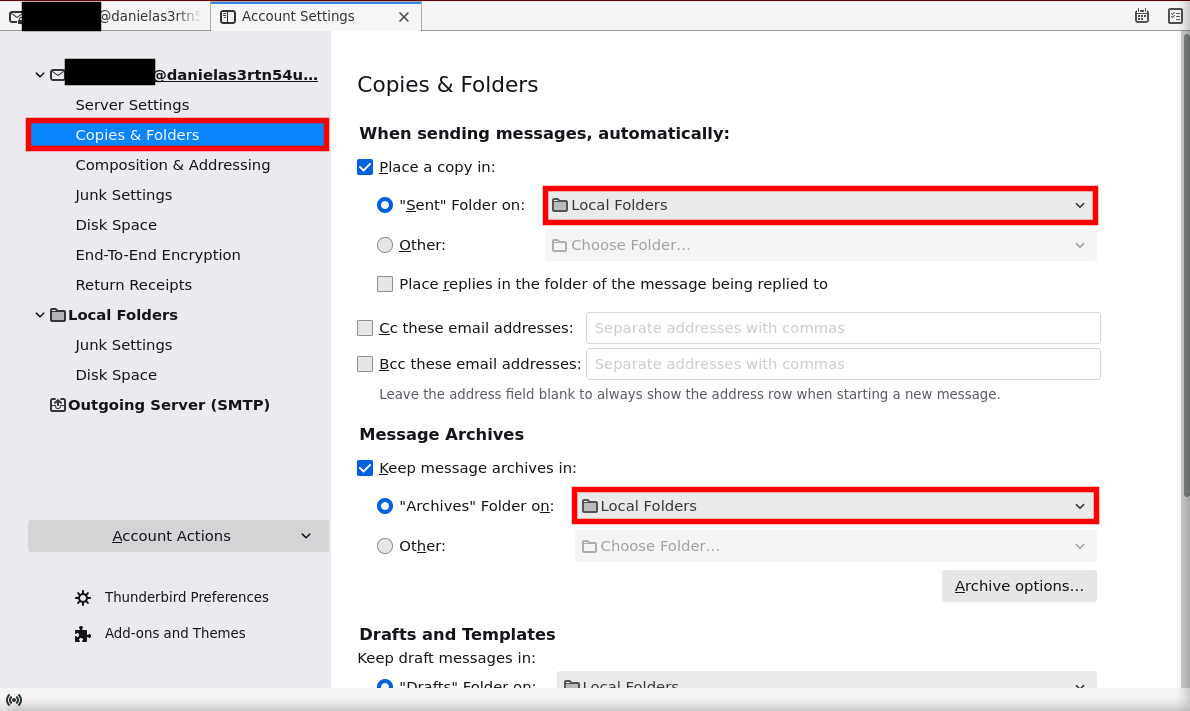 @danielas3rtn5
Account Settings
@danielas3rtn54u...
Server Settings
Copies & Folders
Composition & Addressing
Junk Settings
Disk Space
End-To-End Encryption
Return Receipts
Local Folders
Junk Settings
Disk Space
Outgoing Server (SMTP)
Account Actions
Thunderbird Preferences
Add-ons and Themes
Copies & Folders
When sending messages, automatically:
Place a copy in:
"Sent" Folder on: Local Folders
Other: Choose Folder...
Place replies in the folder of the message being replied to
Cc these email addresses: Separate addresses with commas
Bcc these email addresses: Separate addresses with commas
Leave the address field blank to always show the address row when starting a new message.
Message Archives
Keep message archives in:
"Archives" Folder on: Local Folders
Other: Choose Folder...
Archive options...
Drafts and Templates
Keep draft messages in:
"Drafts" Folder on: Local Folders